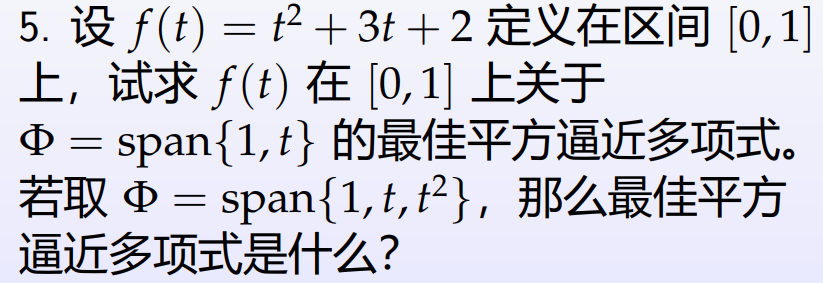 5. 设 f(t) = t² + 3t + 2 定义在区间 [0,1]
上，试求 f(t) 在 [0,1] 上关于
Φ = span{1, t} 的最佳平方逼近多项式。
若取 Φ = span{1, t, t²}，那么最佳平方
逼近多项式是什么？